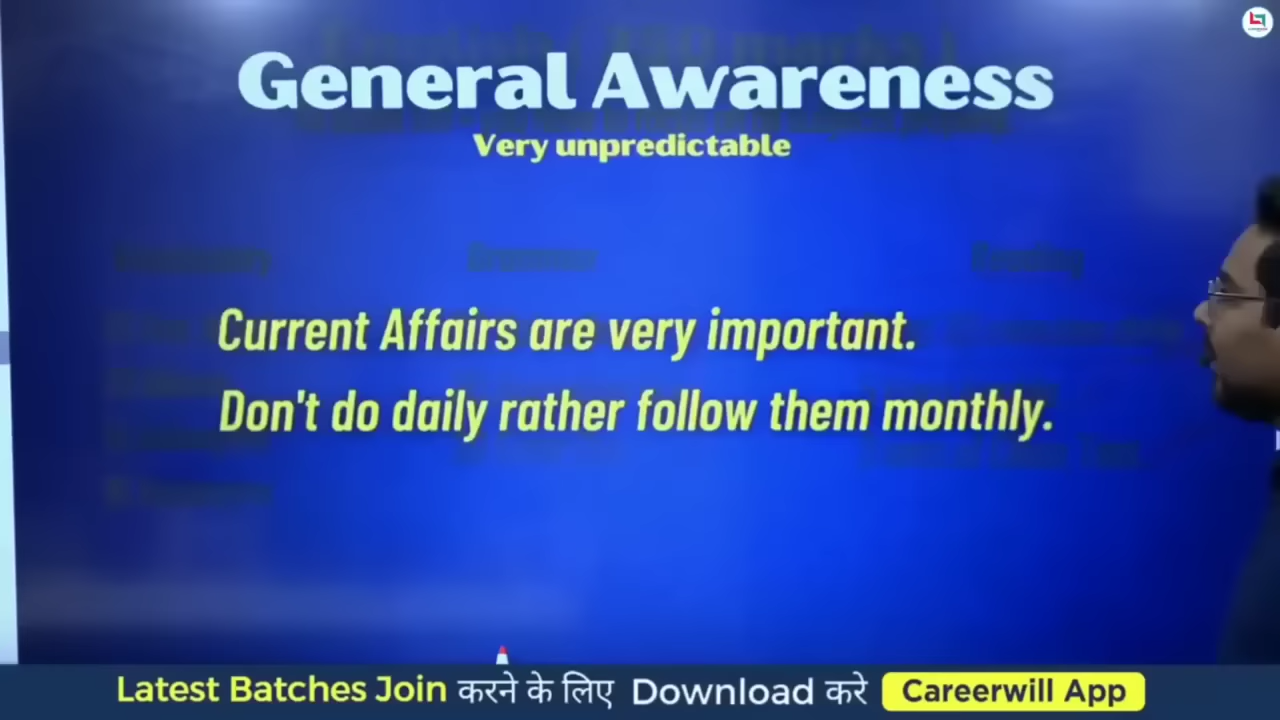 General Awareness
Very unpredictable
Current Affairs are very important.
Don't do daily rather follow them monthly.
Latest Batches Join करने के लिए Download करे Careerwill App